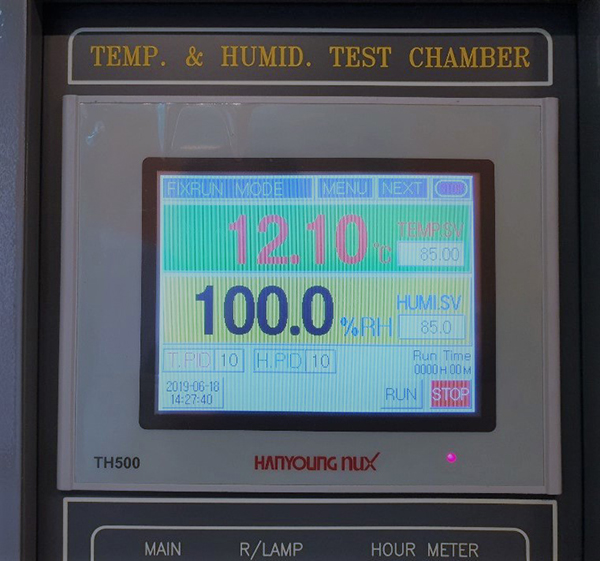 TEMP. & HUMID. TEST CHAMBER
FIXRUN MODE MENU NEXT
12.10 °C TEMP.SV 85.00
100.0 %RH HUMI.SV 85.0
T.PID 10 H.PID 10 Run Time
0000 H 00 M
2019-06-18
14:27:40 RUN STOP
TH500 HANYOUNG NUX
MAIN R/LAMP HOUR METER